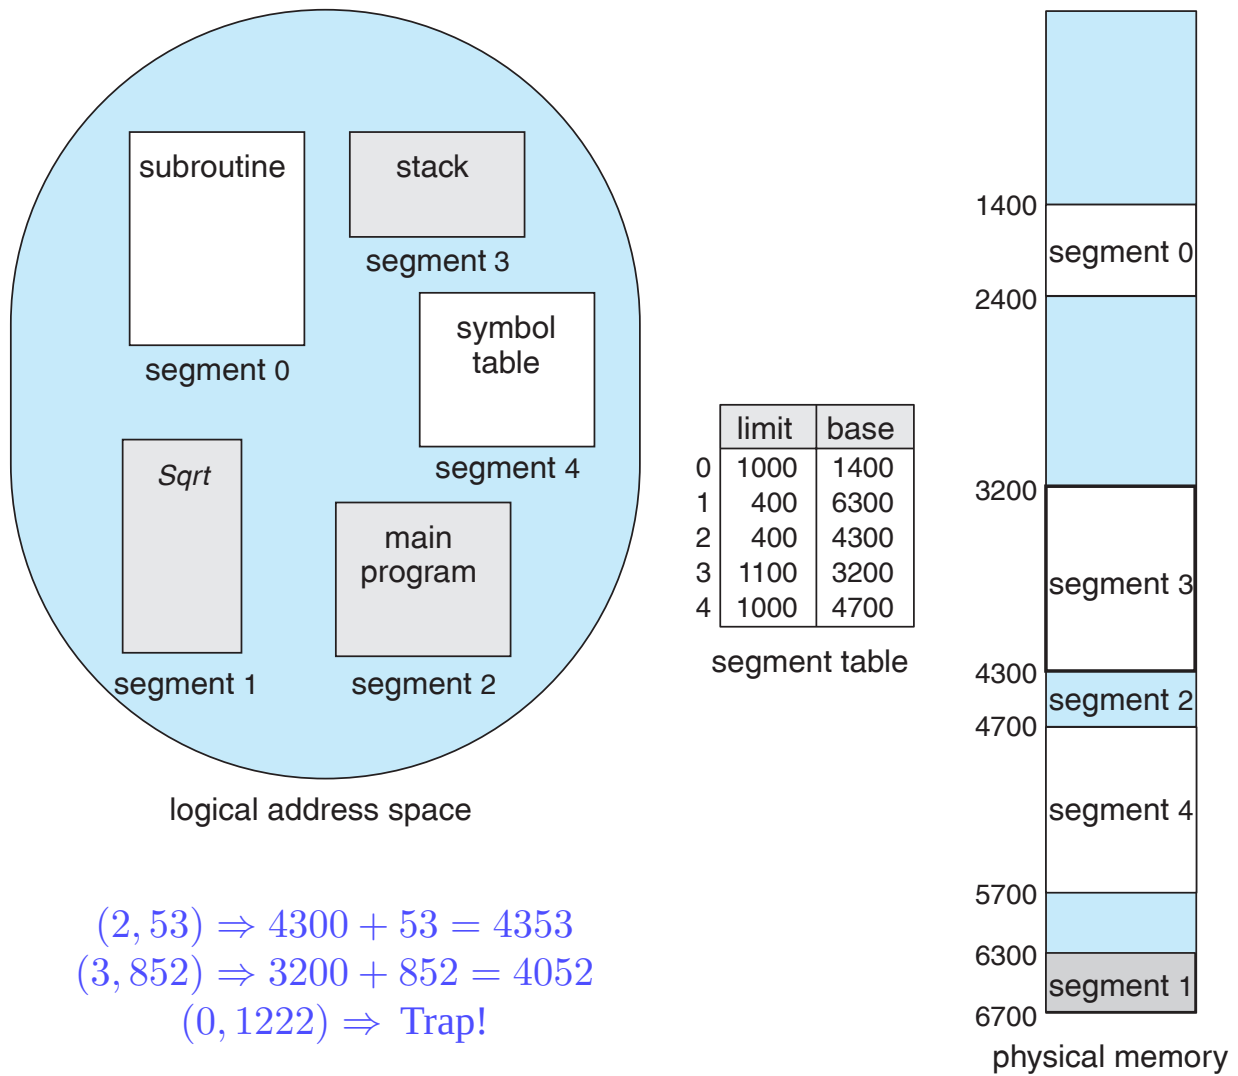 subroutine
segment 0
stack
segment 3
symbol
table
segment 4
Sqrt
segment 1
main
program
segment 2
logical address space
limit base
0 1000 1400
1 400 6300
2 400 4300
3 1100 3200
4 1000 4700
segment table
1400
segment 0
2400
3200
segment 3
4300
segment 2
4700
segment 4
5700
6300
segment 1
6700
physical memory
(2, 53) ⇒ 4300 + 53 = 4353
(3, 852) ⇒ 3200 + 852 = 4052
(0, 1222) ⇒ Trap!